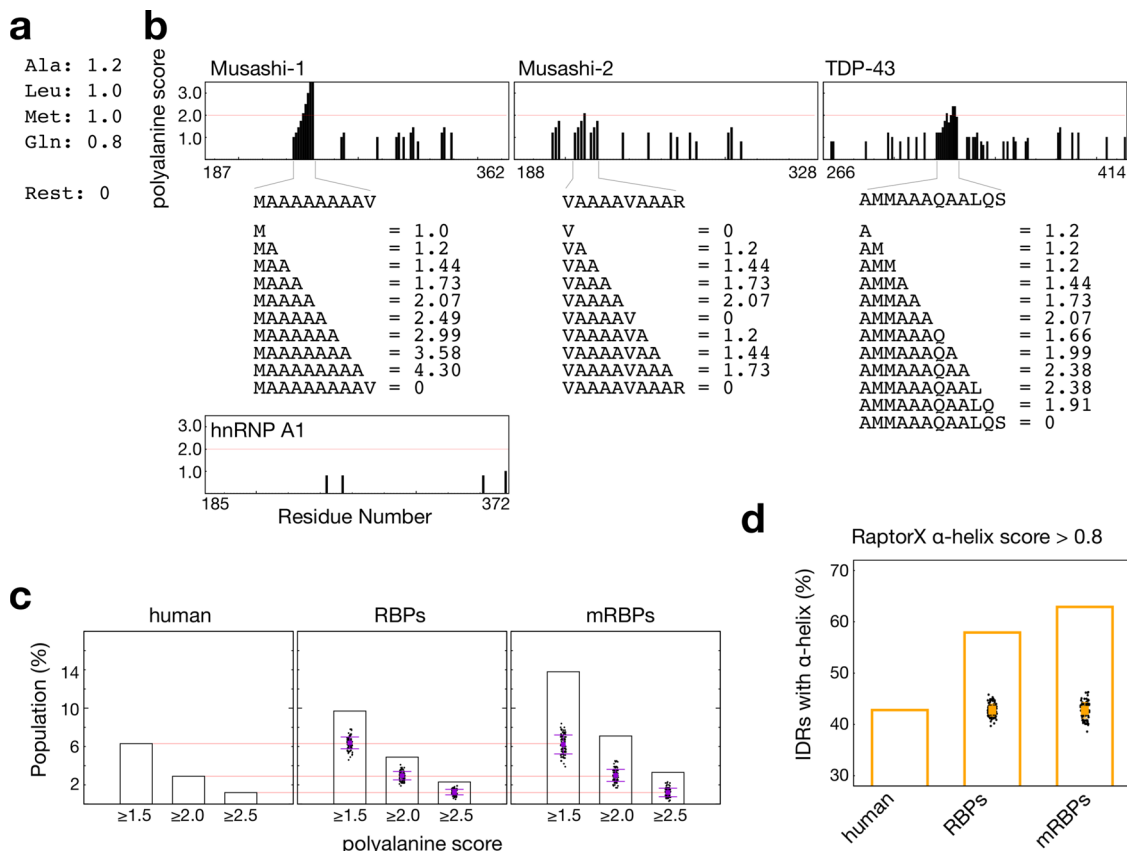 a
Ala: 1.2
Leu: 1.0
Met: 1.0
Gln: 0.8
Rest: 0
b
polyalanine score
Musashi-1
3.0
2.0
1.0
187
362
MAAAAAAAAV
M = 1.0
MA = 1.2
MAA = 1.44
MAAA = 1.73
MAAAA = 2.07
MAAAAA = 2.49
MAAAAAA = 2.99
MAAAAAAA = 3.58
MAAAAAAAA = 4.30
MAAAAAAAAV = 0
Musashi-2
188
328
VAAAAVAAAR
V = 0
VA = 1.2
VAA = 1.44
VAAA = 1.73
VAAAA = 2.07
VAAAAV = 0
VAAAAVA = 1.2
VAAAAVAA = 1.44
VAAAAVAAA = 1.73
VAAAAVAAAR = 0
TDP-43
266
414
AMMAAAQAALQS
A = 1.2
AM = 1.2
AMM = 1.2
AMMA = 1.44
AMMAA = 1.73
AMMAAA = 2.07
AMMAAAQ = 1.66
AMMAAAQA = 1.99
AMMAAAQAA = 2.38
AMMAAAQAAL = 2.38
AMMAAAQAALQ = 1.91
AMMAAAQAALQS = 0
hnRNP A1
3.0
2.0
1.0
185
372
Residue Number
c
Population (%)
human
RBPs
mRBPs
14
10
6
2
≥1.5 ≥2.0 ≥2.5
≥1.5 ≥2.0 ≥2.5
≥1.5 ≥2.0 ≥2.5
polyalanine score
d
RaptorX α-helix score > 0.8
IDRs with α-helix (%)
70
60
50
40
30
human
RBPs
mRBPs